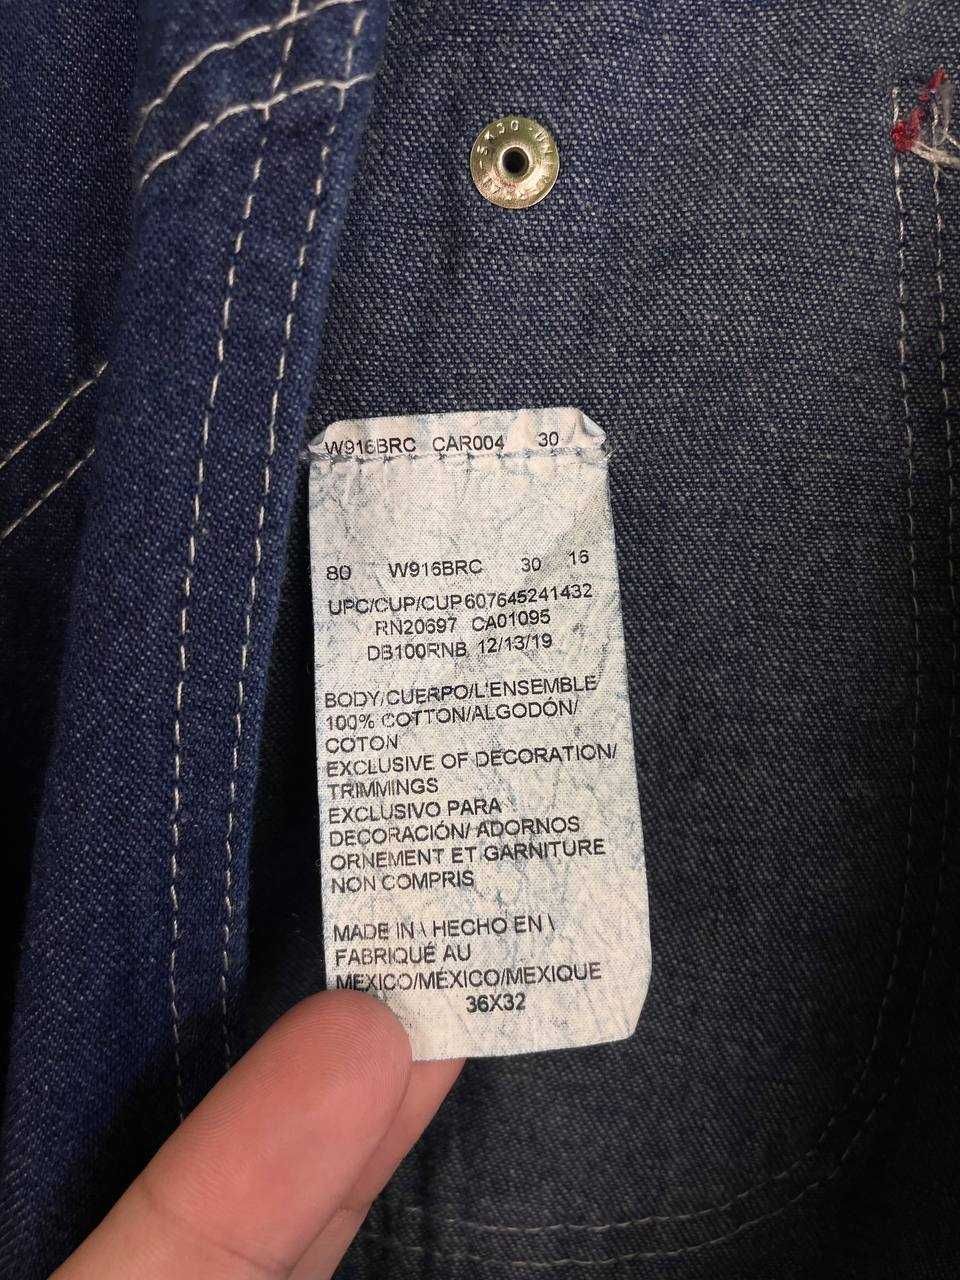 W916BRC CAR004 30
80 W916BRC 30 16
UPC/CUP/CUP607645241432
RN20697 CA01095
DB100RNB 12/13/19
BODY/CUERPO/L'ENSEMBLE
100% COTTON/ALGODÓN/
COTON
EXCLUSIVE OF DECORATION/
TRIMMINGS
EXCLUSIVO PARA
DECORACIÓN/ ADORNOS
ORNEMENT ET GARNITURE
NON COMPRIS
MADE IN \ HECHO EN \
FABRIQUÉ AU
MEXICO/MÉXICO/MEXIQUE
36X32